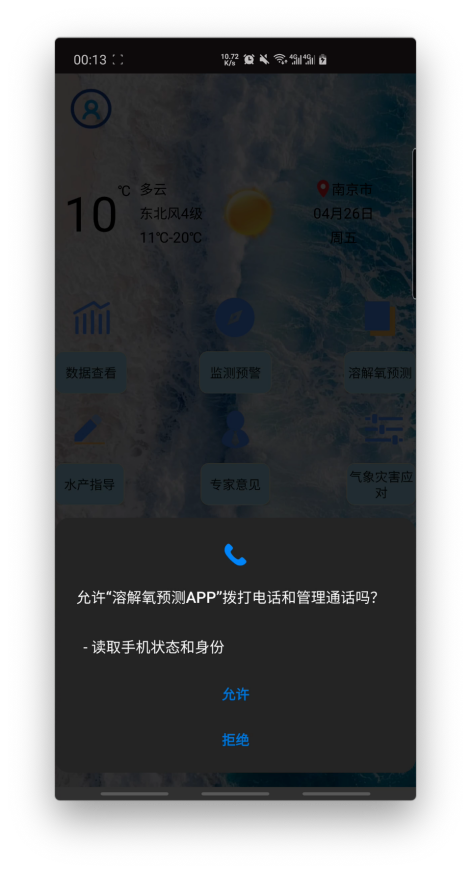 00:13
10.72
K/s
4G 4G
10
℃
多云
东北风4级
11℃-20℃
南京市
04月26日
周五
数据查看
监测预警
溶解氧预测
水产指导
专家意见
气象灾害应
对
允许“溶解氧预测APP”拨打电话和管理通话吗？
- 读取手机状态和身份
允许
拒绝